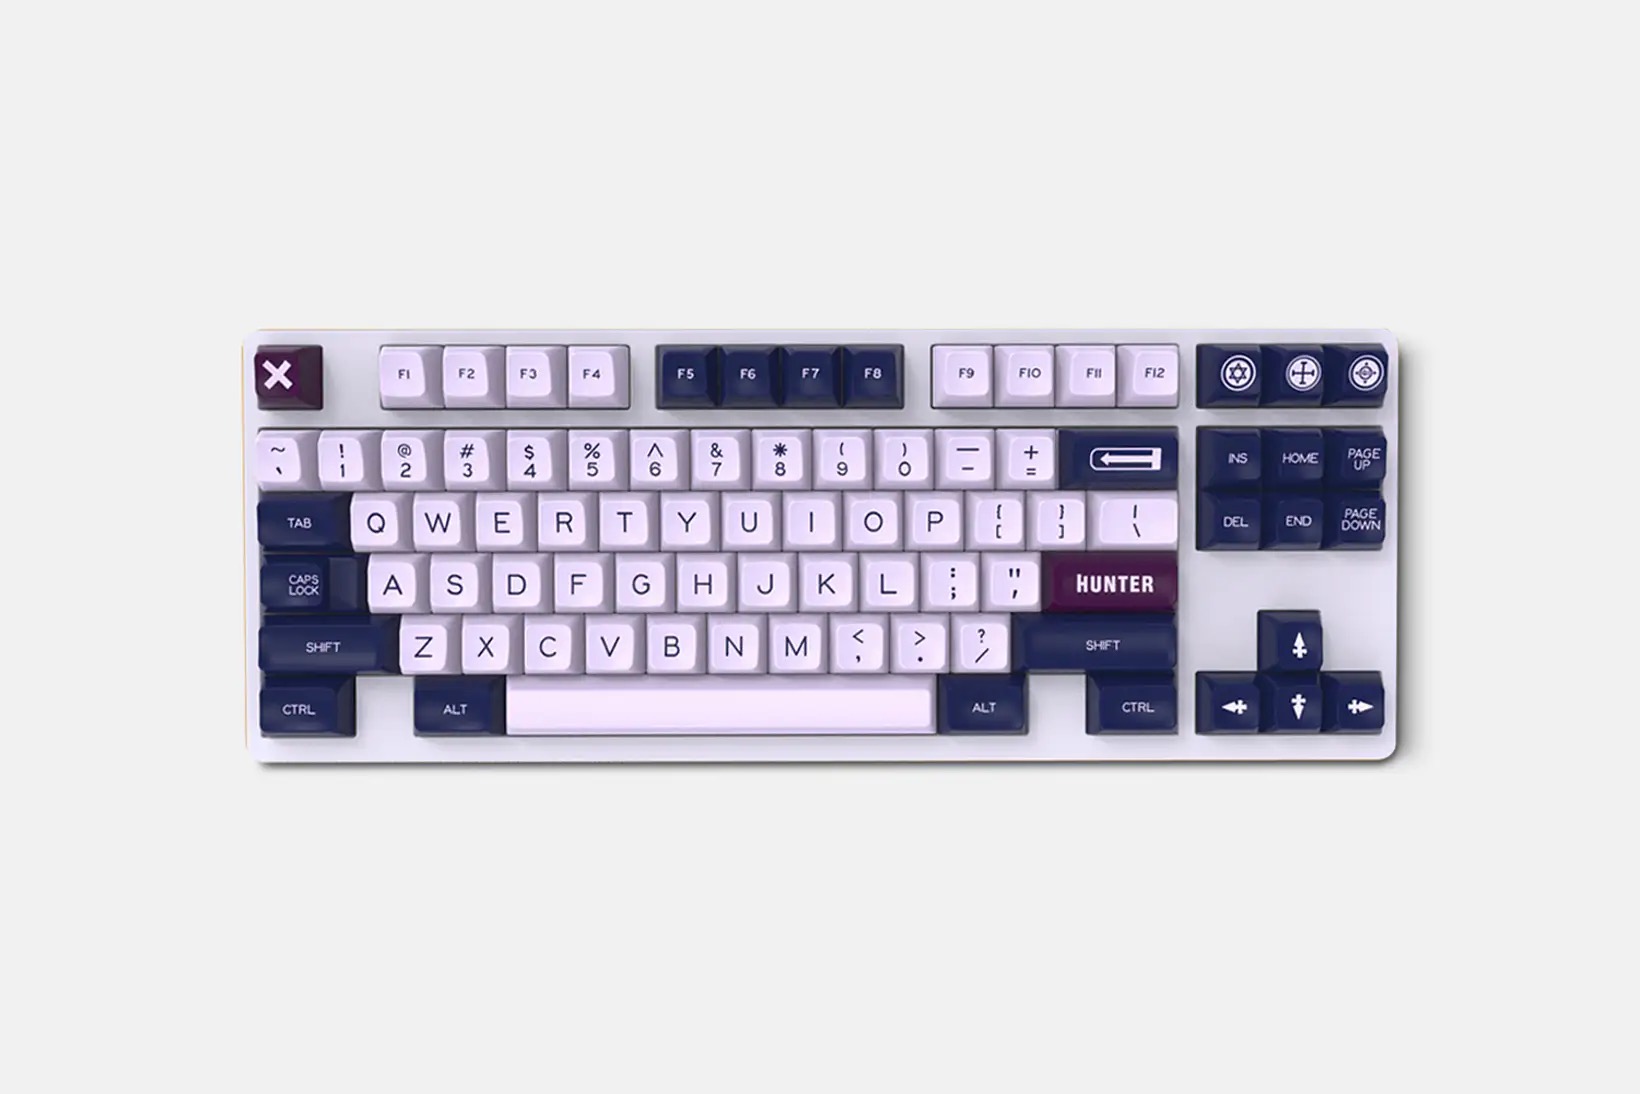 F1 F2 F3 F4 F5 F6 F7 F8 F9 F10 F11 F12
~ ! @ # $ % ^ & * ( ) — +
` 1 2 3 4 5 6 7 8 9 0 - =
INS HOME PAGE UP
TAB Q W E R T Y U I O P { [ } ] | \
DEL END PAGE DOWN
CAPS LOCK A S D F G H J K L : ; " ' HUNTER
SHIFT Z X C V B N M < , > . ? / SHIFT
CTRL ALT ALT CTRL